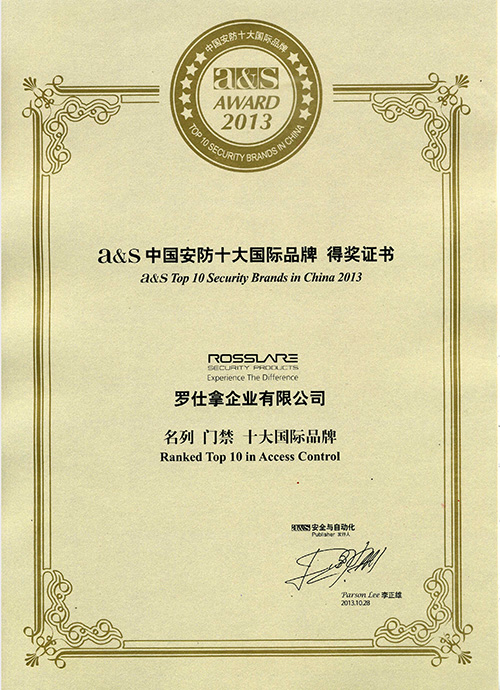 中国安防十大国际品牌
a&s
AWARD
2013
TOP 10 SECURITY BRANDS IN CHINA
a&s 中国安防十大国际品牌 得奖证书
a&s Top 10 Security Brands in China 2013
ROSSLARE
SECURITY PRODUCTS
Experience The Difference
罗仕拿企业有限公司
名列 门禁 十大国际品牌
Ranked Top 10 in Access Control
a&s 安全与自动化
Publisher 发行人
Parson Lee 李正雄
2013.10.28